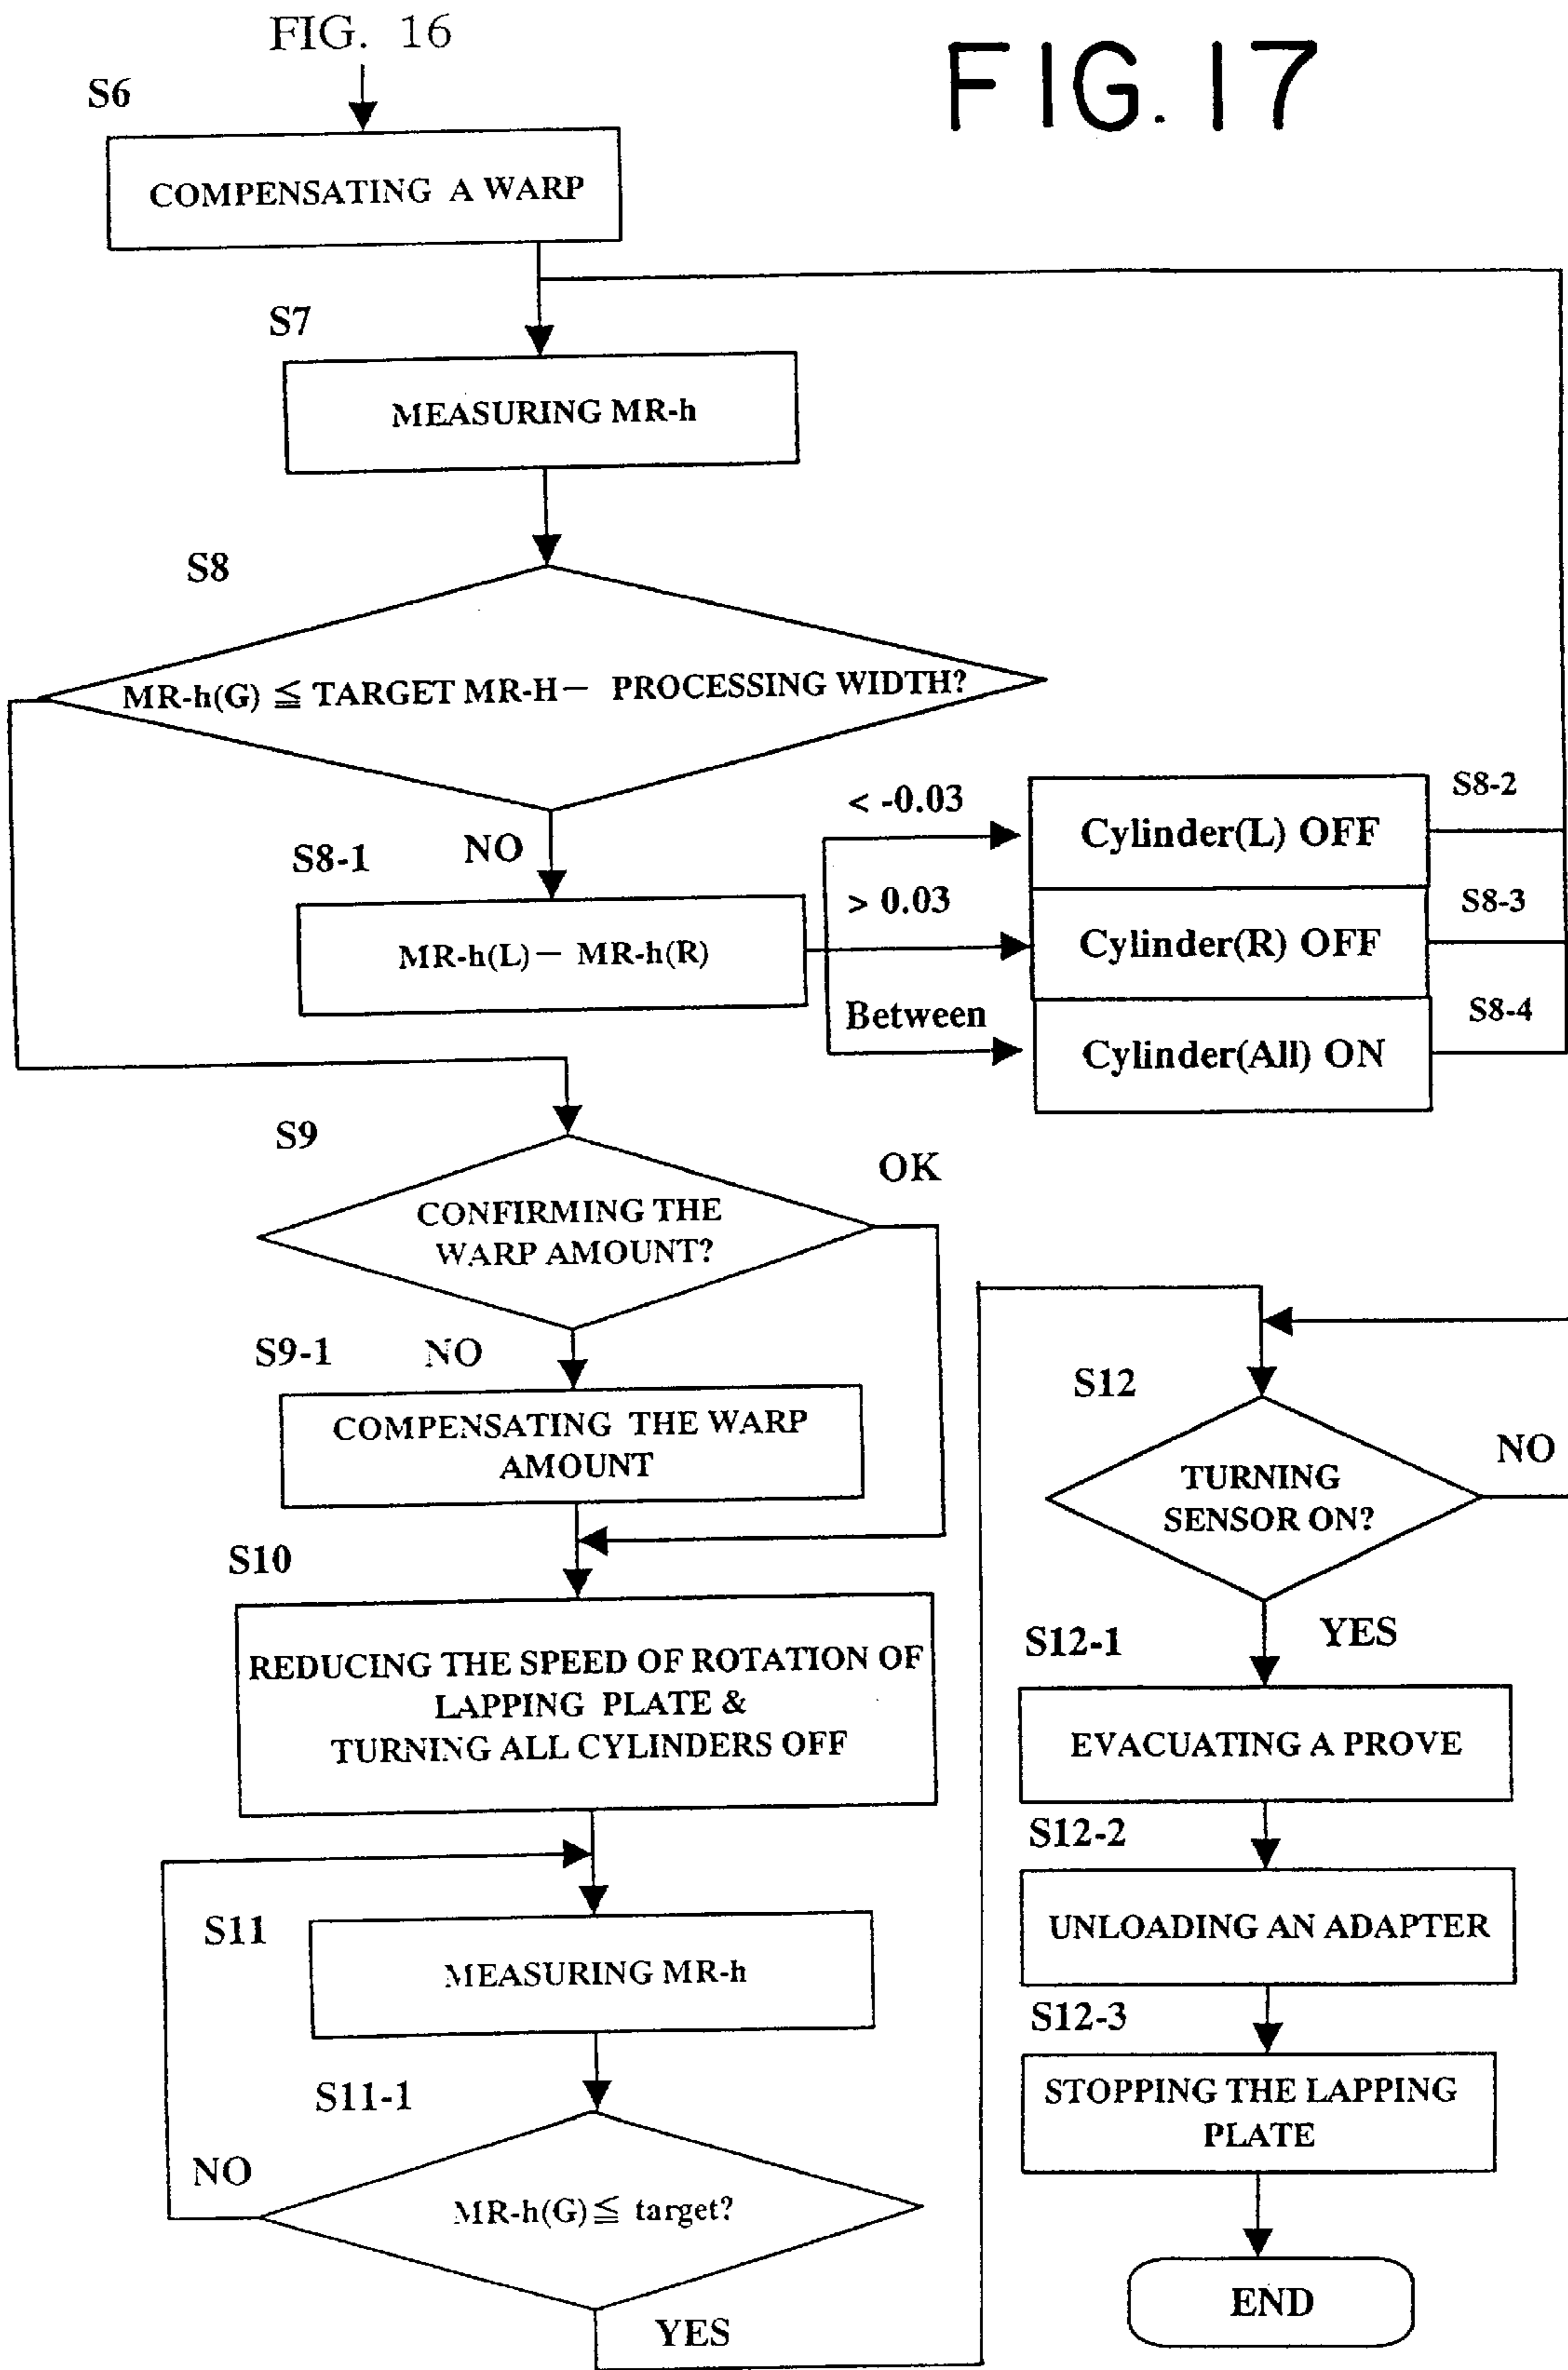 FIG. 16
FIG. 17
S6
COMPENSATING A WARP
S7
MEASURING MR-h
S8
MR-h(G) ≦ TARGET MR-H− PROCESSING WIDTH?
NO
S8-1
MR-h(L)− MR-h(R)
< -0.03
Cylinder(L) OFF
S8-2
> 0.03
Cylinder(R) OFF
S8-3
Between
Cylinder(All) ON
S8-4
S9
CONFIRMING THE
WARP AMOUNT?
OK
NO
S9-1
COMPENSATING THE WARP
AMOUNT
S10
REDUCING THE SPEED OF ROTATION OF
LAPPING PLATE &
TURNING ALL CYLINDERS OFF
S11
MEASURING MR-h
S11-1
MR-h(G)≦ target?
NO
YES
S12
TURNING
SENSOR ON?
NO
YES
S12-1
EVACUATING A PROVE
S12-2
UNLOADING AN ADAPTER
S12-3
STOPPING THE LAPPING
PLATE
END